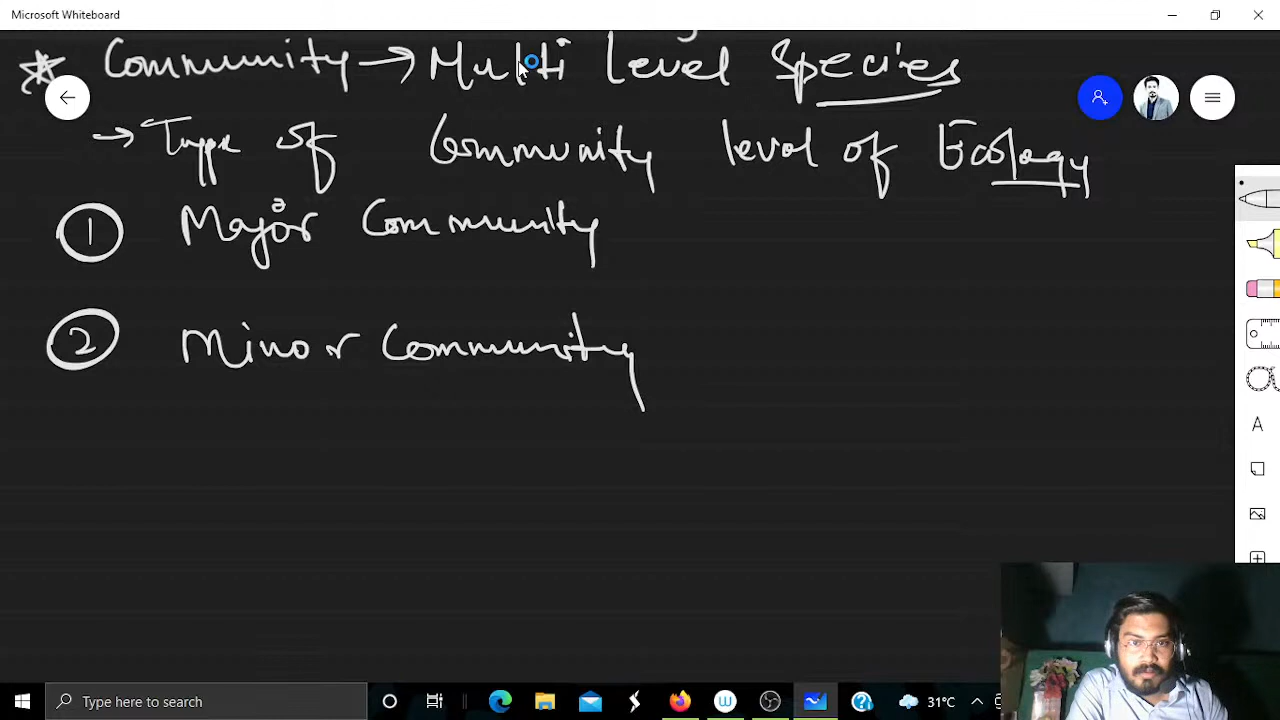 Microsoft Whiteboard
Community → Multi Level Species
→ Type of Community level of Ecology
1 Major Community
2 Minor Community
A
Type here to search
31°C